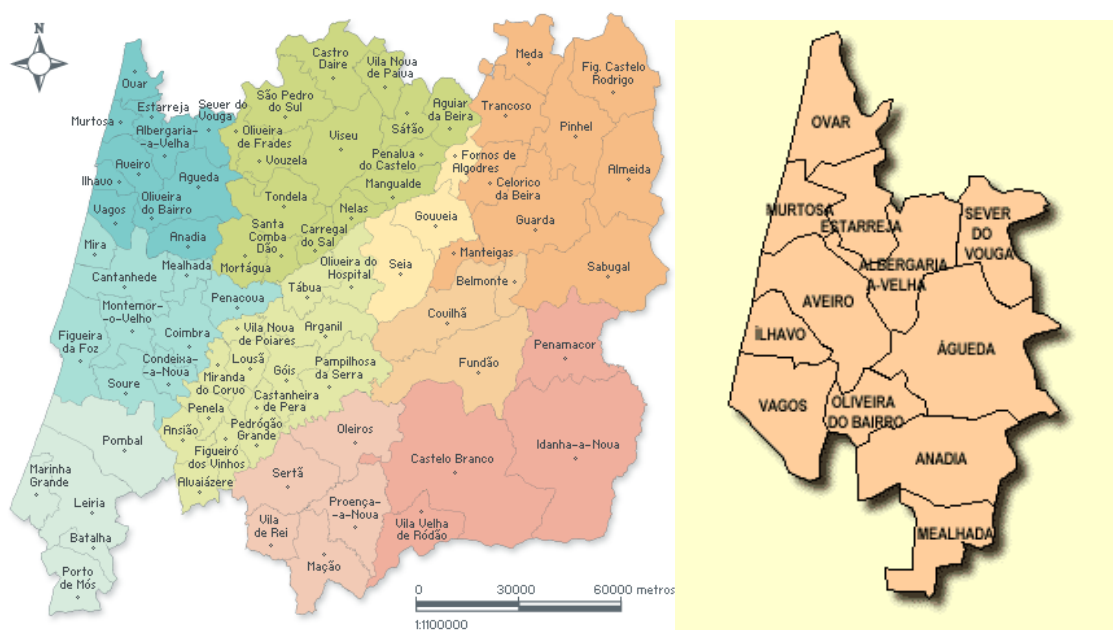 N
Ovar
Estarreja
Sever do
Vouga
Murtosa
Albergaria-
-a-Velha
Aveiro
Ilhavo
Agueda
Oliveira
do Bairro
Vagos
Anadia
Castro
Daire
Vila Nova
de Paiva
São Pedro
do Sul
Aguiar
da Beira
Oliveira
de Frades
Viseu
Sátão
Vouzela
Penalva
do Castelo
Mangualde
Tondela
Nelas
Santa
Comba
Dão
Carregal
do Sal
Mortágua
Meda
Fig. Castelo
Rodrigo
Trancoso
Pinhel
Fornos de
Algodres
Almeida
Celorico
da Beira
Guarda
Gouveia
Manteigas
Seia
Sabugal
Belmonte
Covilhã
Fundão
Mira
Mealhada
Cantanhede
Penacova
Montemor-
-o-Velho
Coimbra
Figueira
da Foz
Condeixa-
-a-Nova
Soure
Oliveira do
Hospital
Tábua
Vila Nova
de Poiares
Arganil
Lousã
Góis
Pampilhosa
da Serra
Miranda
do Corvo
Castanheira
de Pera
Penela
Pedrógão
Grande
Ansião
Figueiró
dos Vinhos
Alvaiázere
Pombal
Marinha
Grande
Leiria
Batalha
Porto
de Mós
Oleiros
Sertã
Proença-
-a-Nova
Vila
de Rei
Mação
Penamacor
Idanha-a-Nova
Castelo Branco
Vila Velha
de Ródão
0 30000 60000 metros
1:1100000
OVAR
MURTOSA
ESTARREJA
SEVER
DO
VOUGA
ALBERGARIA
A-VELHA
AVEIRO
ÍLHAVO
ÁGUEDA
VAGOS
OLIVEIRA
DO BAIRRO
ANADIA
MEALHADA